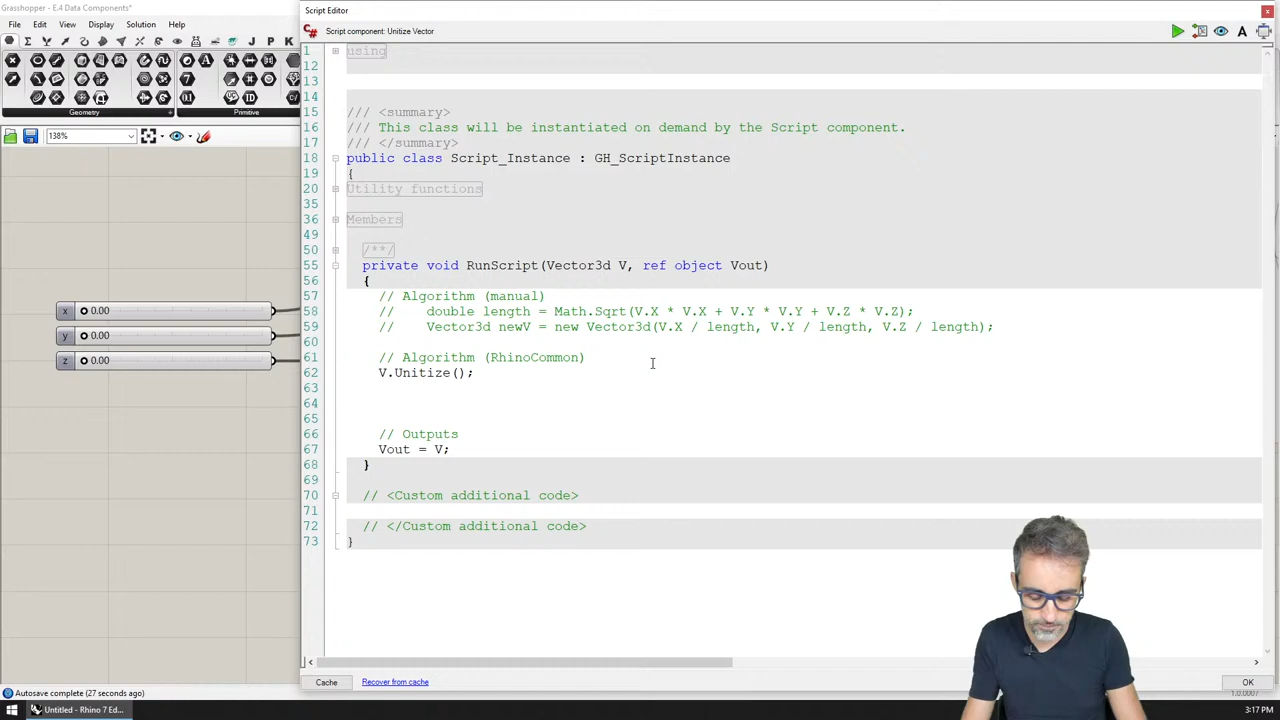 Grasshopper - E.4 Data Components*
Script Editor
File Edit View Display Solution Help
Script component: Unitize Vector
Geometry
Primitive
138%
x 0.00
y 0.00
z 0.00
1 using
12
13
14
15 /// <summary>
16 /// This class will be instantiated on demand by the Script component.
17 /// </summary>
18 public class Script_Instance : GH_ScriptInstance
19 {
20 Utility functions
35
36 Members
49
50 /**/
55 private void RunScript(Vector3d V, ref object Vout)
56 {
57 // Algorithm (manual)
58 // double length = Math.Sqrt(V.X * V.X + V.Y * V.Y + V.Z * V.Z);
59 // Vector3d newV = new Vector3d(V.X / length, V.Y / length, V.Z / length);
60
61 // Algorithm (RhinoCommon)
62 V.Unitize();
63
64
65
66 // Outputs
67 Vout = V;
68 }
69
70 // <Custom additional code>
71
72 // </Custom additional code>
73 }
Cache Recover from cache OK
Autosave complete (27 seconds ago)
1.0.0007
Untitled - Rhino 7 Ed...
3:17 PM